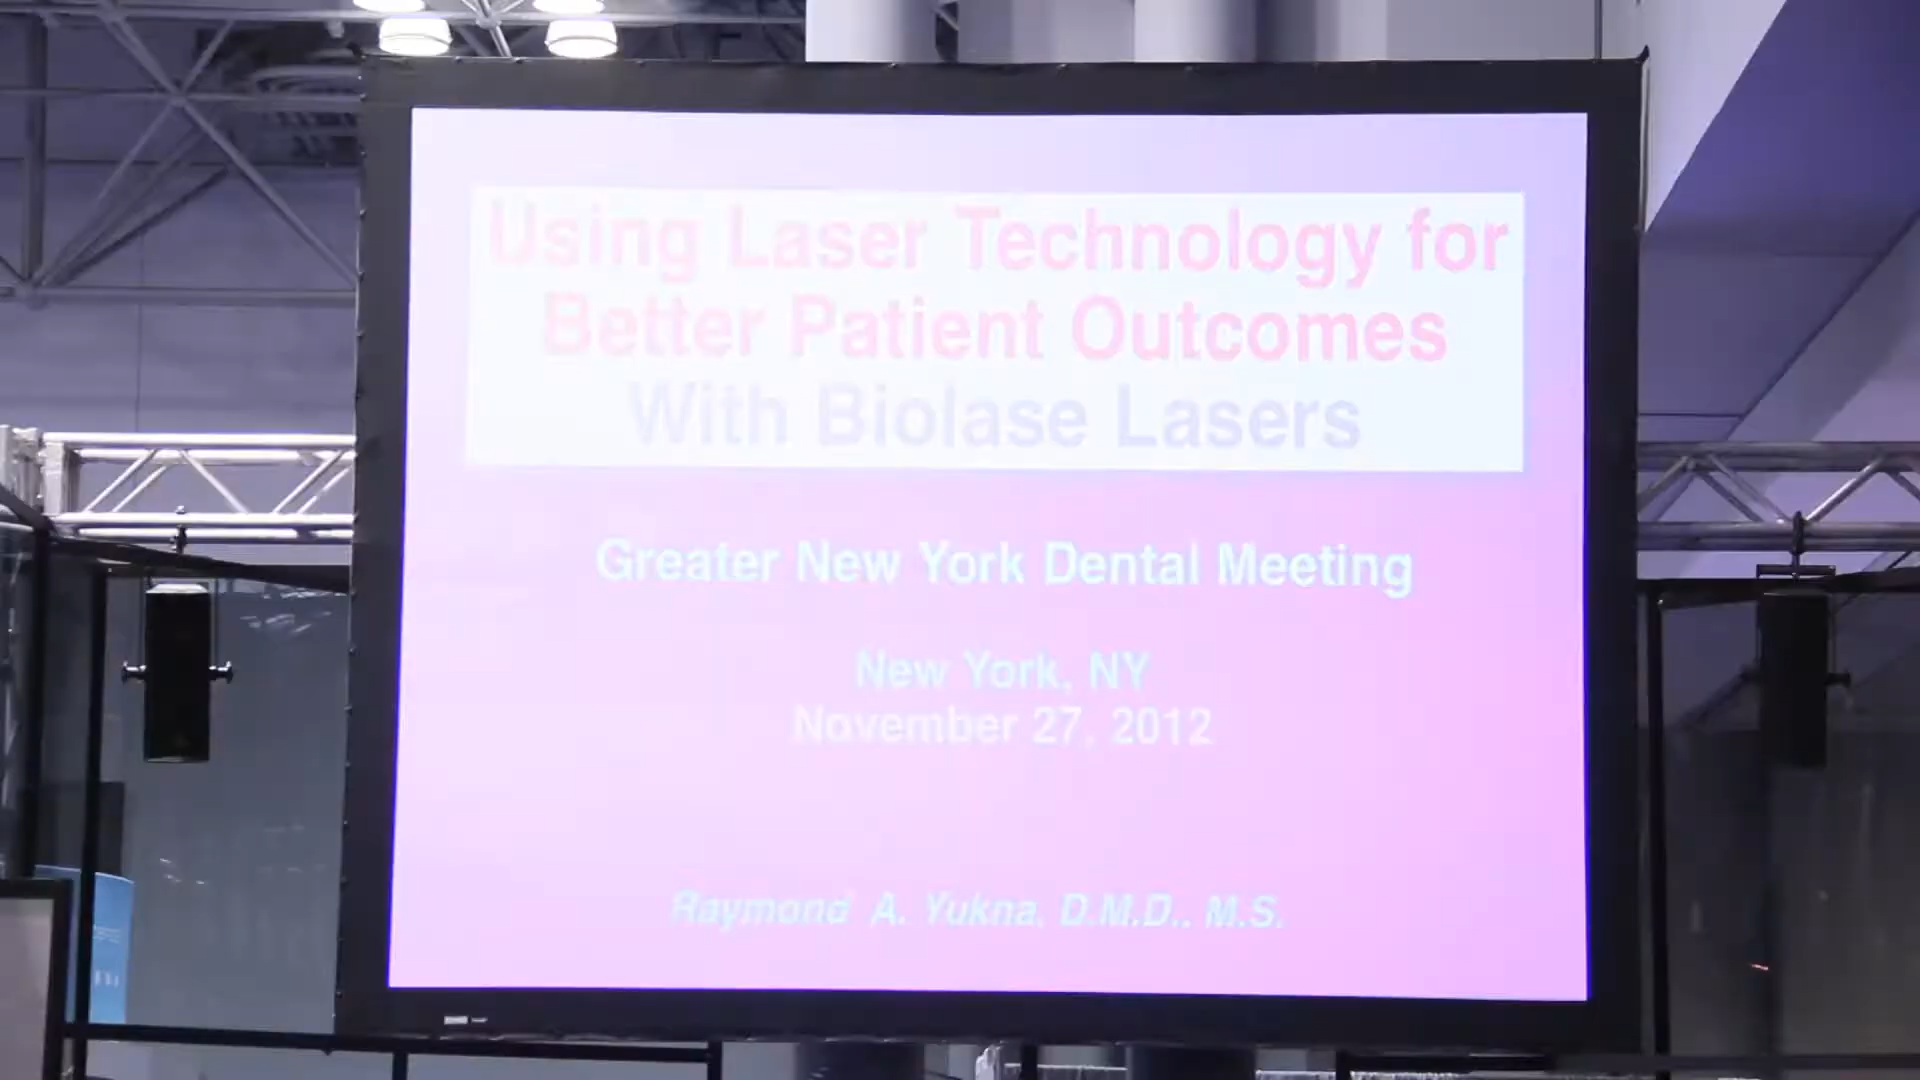 Using Laser Technology for
Better Patient Outcomes
With Biolase Lasers
Greater New York Dental Meeting
New York, NY
November 27, 2012
Raymond A. Yukna, D.M.D., M.S.